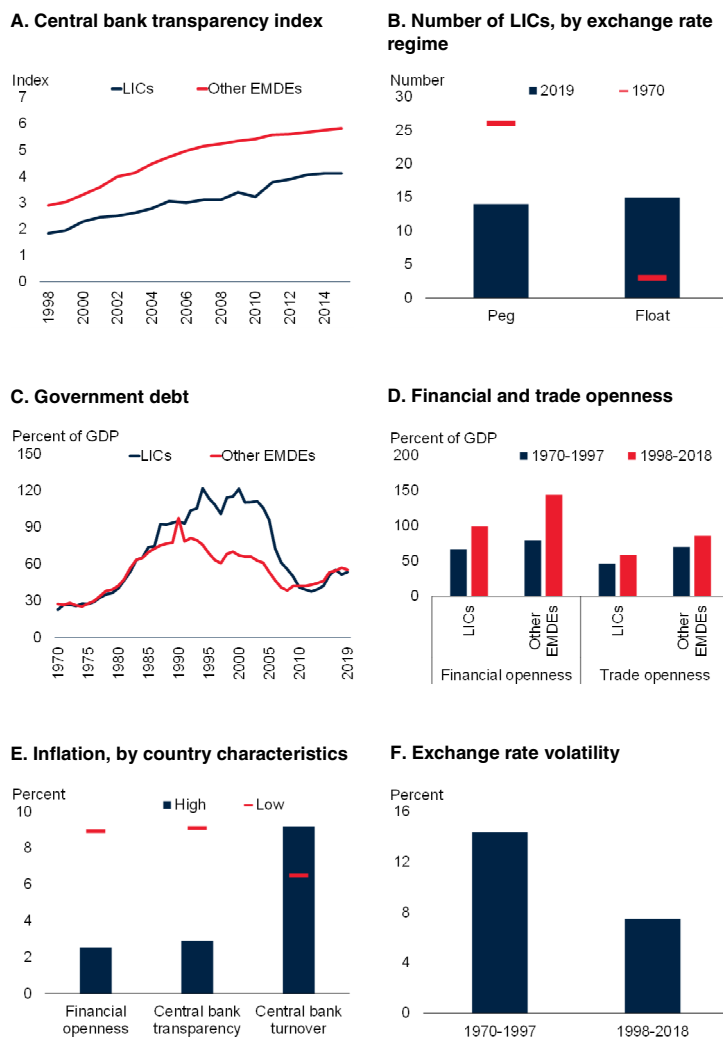 A. Central bank transparency index
Index
7
6
5
4
3
2
1
0
LICs
Other EMDEs
1998
2000
2002
2004
2006
2008
2010
2012
2014
B. Number of LICs, by exchange rate
regime
Number
30
25
20
15
10
5
0
2019
1970
Peg
Float
C. Government debt
Percent of GDP
150
120
90
60
30
0
LICs
Other EMDEs
1970
1975
1980
1985
1990
1995
2000
2005
2010
2019
D. Financial and trade openness
Percent of GDP
200
150
100
50
0
1970-1997
1998-2018
LICs
Other
EMDEs
LICs
Other
EMDEs
Financial openness
Trade openness
E. Inflation, by country characteristics
Percent
10
8
6
4
2
0
High
Low
Financial
openness
Central bank
transparency
Central bank
turnover
F. Exchange rate volatility
Percent
16
12
8
4
0
1970-1997
1998-2018